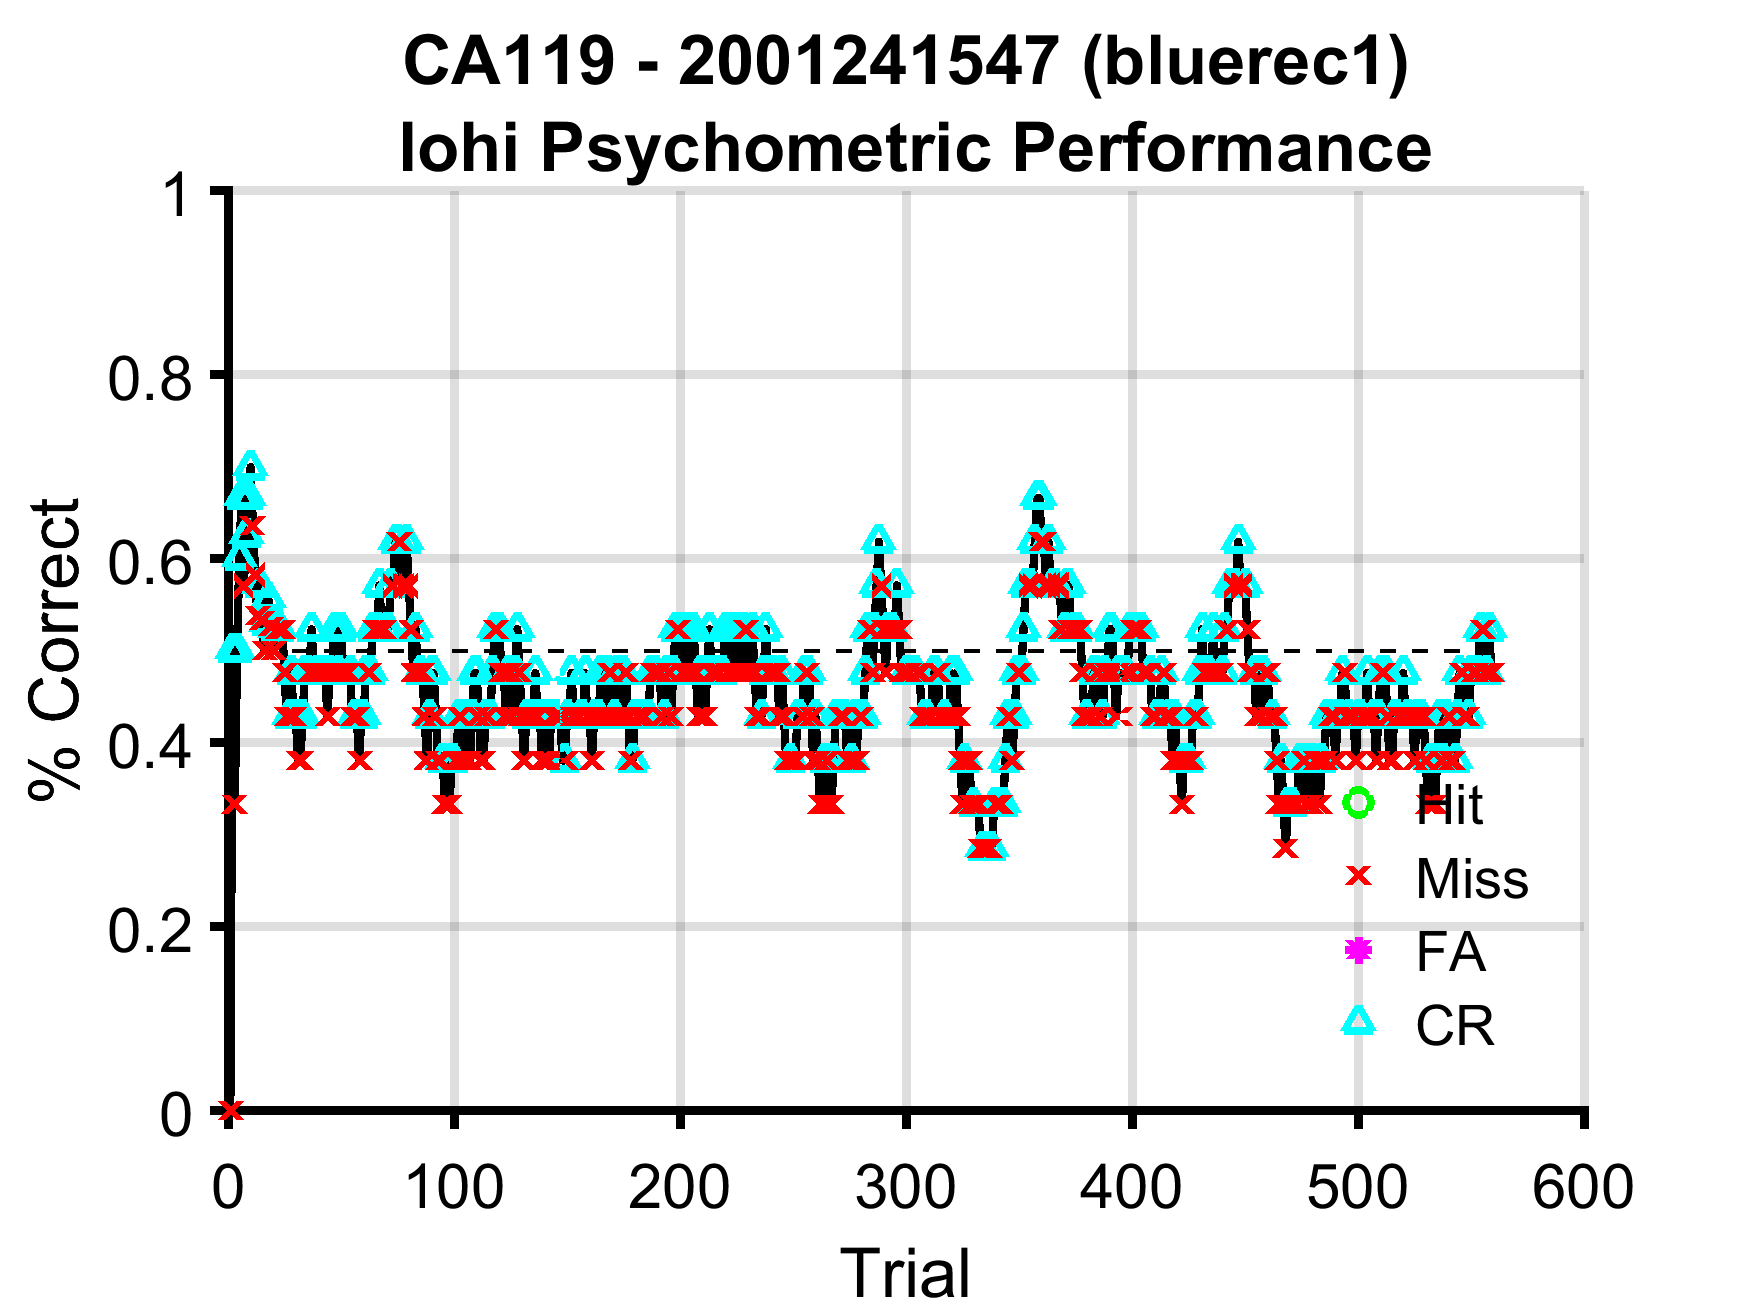 CA119 - 2001241547 (bluerec1)
lohi Psychometric Performance
1
0.8
0.6
0.4
0.2
0
% Correct
Hit
Miss
FA
CR
0 100 200 300 400 500 600
Trial